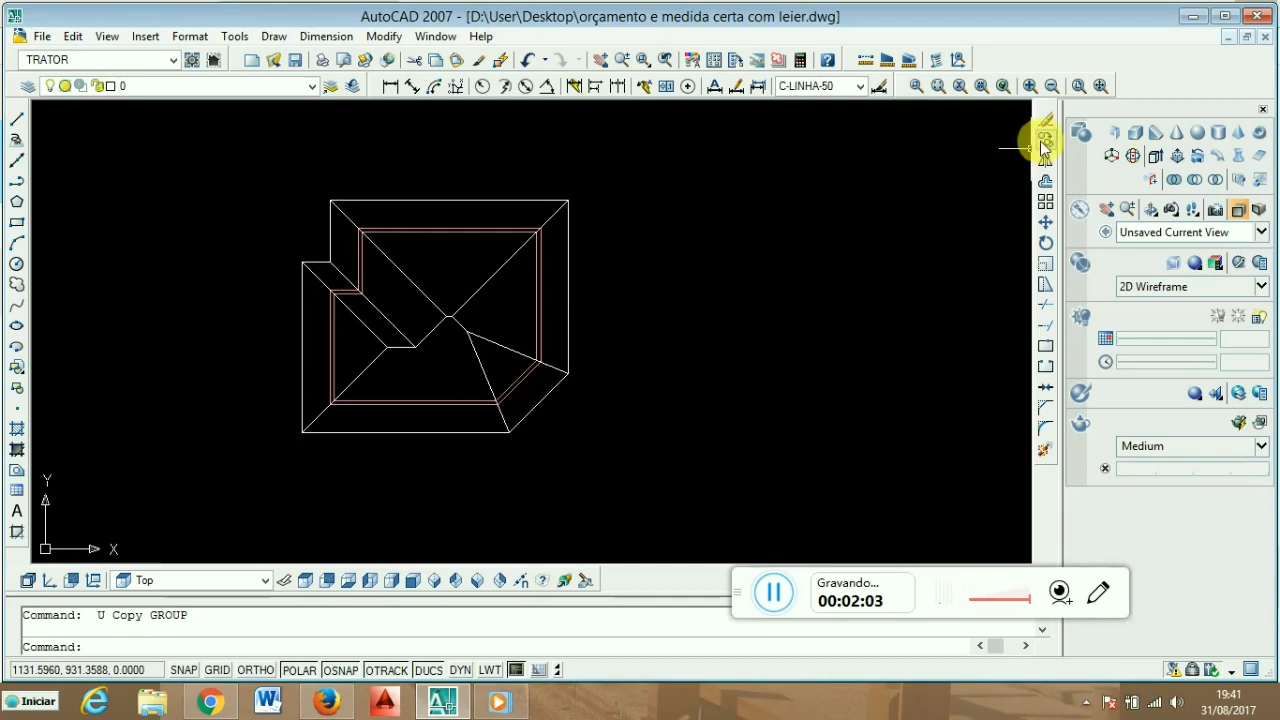 AutoCAD 2007 - [D:\User\Desktop\orçamento e medida certa com leier.dwg]
File Edit View Insert Format Tools Draw Dimension Modify Window Help
TRATOR
0
C-LINHA-50
Unsaved Current View
2D Wireframe
Medium
Y
X
A
Top
Gravando...
00:02:03
Command: U Copy GROUP
Command:
1131.5960, 931.3588, 0.0000 SNAP GRID ORTHO POLAR OSNAP OTRACK DUCS DYN LWT
Iniciar
19:41
31/08/2017